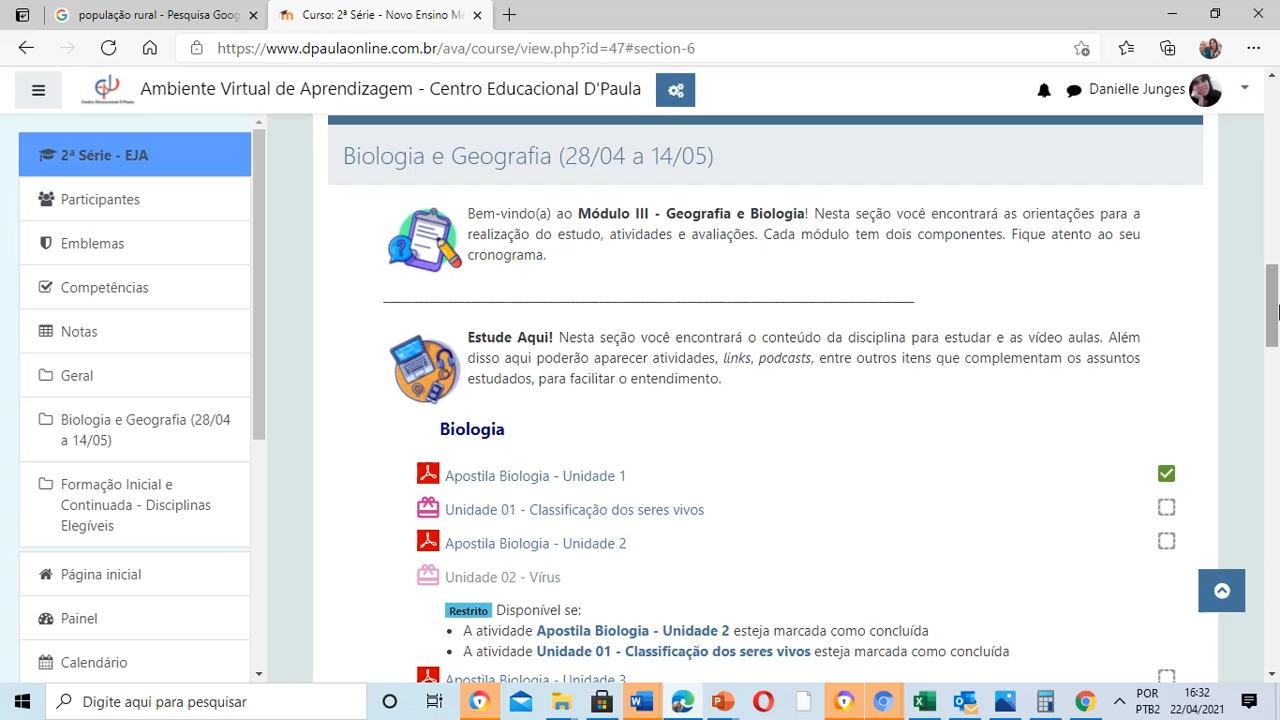 rol populares - Pesquisa Goog
Curso: 2ª Série - Novo Ensino Mé
https://www.dpaulaonline.com.br/ava/course/view.php?id=47#section-6
Ambiente Virtual de Aprendizagem - Centro Educacional D'Paula
Danielle Junges
2ª Série - EJA
Participantes
Emblemas
Competências
Notas
Geral
Biologia e Geografia (28/04
a 14/05)
Formação Inicial e
Continuada - Disciplinas
Elegíveis
Página inicial
Painel
Calendário
Biologia e Geografia (28/04 a 14/05)
Bem-vindo(a) ao Módulo III - Geografia e Biologia! Nesta seção você encontrará as orientações para a
realização do estudo, atividades e avaliações. Cada módulo tem dois componentes. Fique atento ao seu
cronograma.
Estude Aqui! Nesta seção você encontrará o conteúdo da disciplina para estudar e as vídeo aulas. Além
disso aqui poderão aparecer atividades, links, podcasts, entre outros itens que complementam os assuntos
estudados, para facilitar o entendimento.
Biologia
Apostila Biologia - Unidade 1
Unidade 01 - Classificação dos seres vivos
Apostila Biologia - Unidade 2
Unidade 02 - Vírus
Restrito Disponível se:
• A atividade Apostila Biologia - Unidade 2 esteja marcada como concluída
• A atividade Unidade 01 - Classificação dos seres vivos esteja marcada como concluída
Apostila Biologia - Unidade 3
Digite aqui para pesquisar
POR
PTB2
16:32
22/04/2021